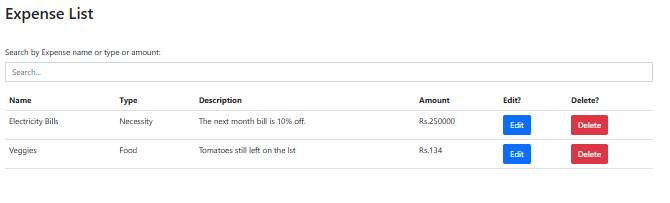 Expense List
Search by Expense name or type or amount:
Search...
Name Type Description Amount Edit? Delete?
Electricity Bills Necessity The next month bill is 10% off. Rs.250000 Edit Delete
Veggies Food Tomatoes still left on the lst Rs.134 Edit Delete